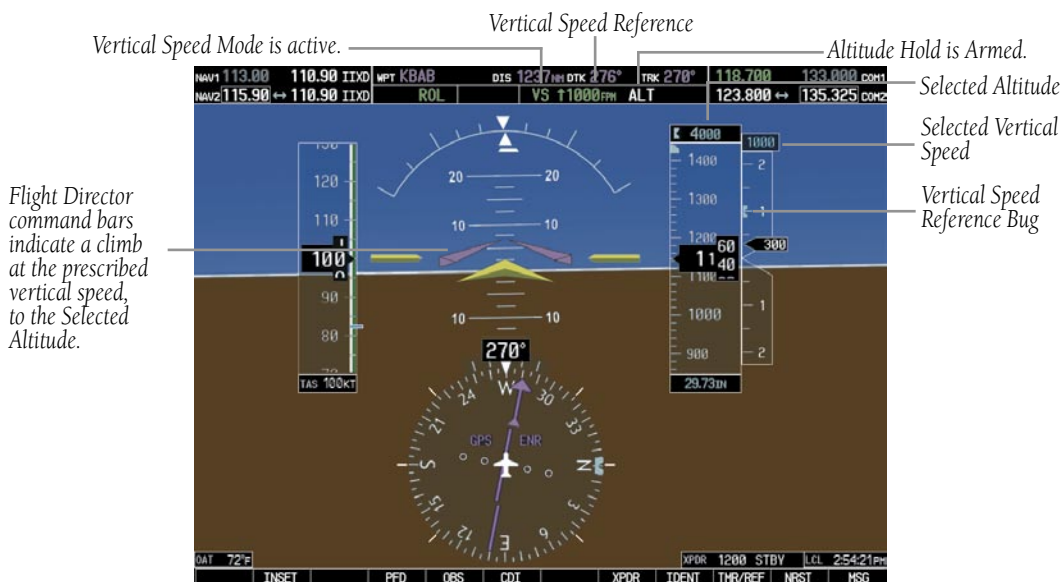 Vertical Speed Reference
Vertical Speed Mode is active.
Altitude Hold is Armed.
NAV1 113.00 110.90 IIXD WPT KBAB DIS 1237NM DTK 276° TRK 270° 118.700 133.000 COM1
NAV2 115.90 ↔ 110.90 IIXD ROL VS ↑1000FPM ALT 123.800 ↔ 135.325 COM2
Selected Altitude
Selected Vertical
Speed
Vertical Speed
Reference Bug
Flight Director
command bars
indicate a climb
at the prescribed
vertical speed,
to the Selected
Altitude.
4000
1000
1400
2
120
20 20
1300
1
110
10 10
1200
60
300
100
11
40
1100
90
1000
1
10 10
80
900
2
270°
TAS 100KT
29.73IN
24 W 30
21 33
GPS ENR
S N
15 3
12 E 6
OAT 72°F
XPDR 1200 STBY LCL 2:54:21PM
INSET PFD OBS CDI XPDR IDENT TMR/REF NRST MSG